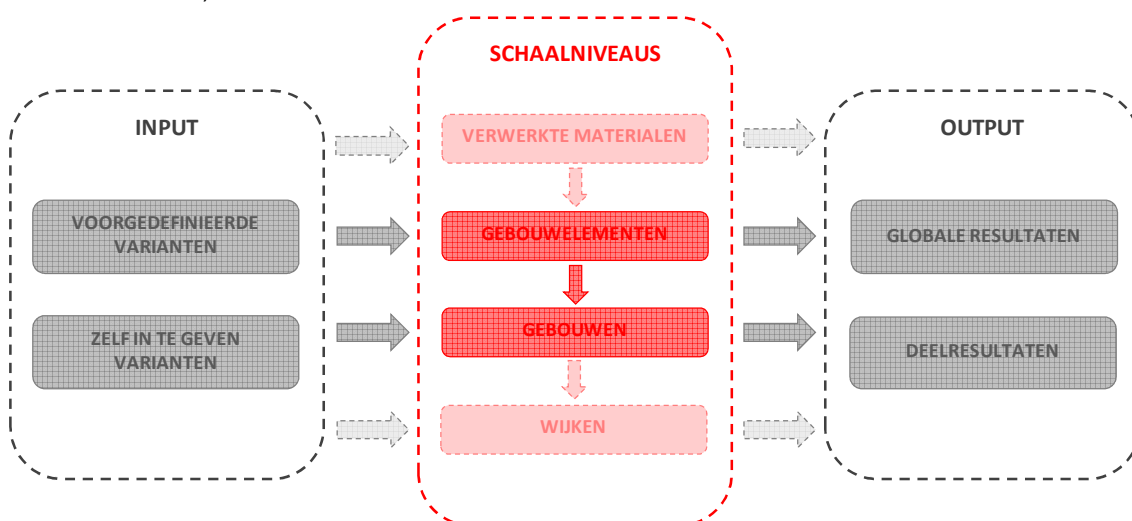 INPUT
VOORGEDEFINIEERDE
VARIANTEN
ZELF IN TE GEVEN
VARIANTEN
SCHAALNIVEAUS
VERWERKTE MATERIALEN
GEBOUWELEMENTEN
GEBOUWEN
WIJKEN
OUTPUT
GLOBALE RESULTATEN
DEELRESULTATEN